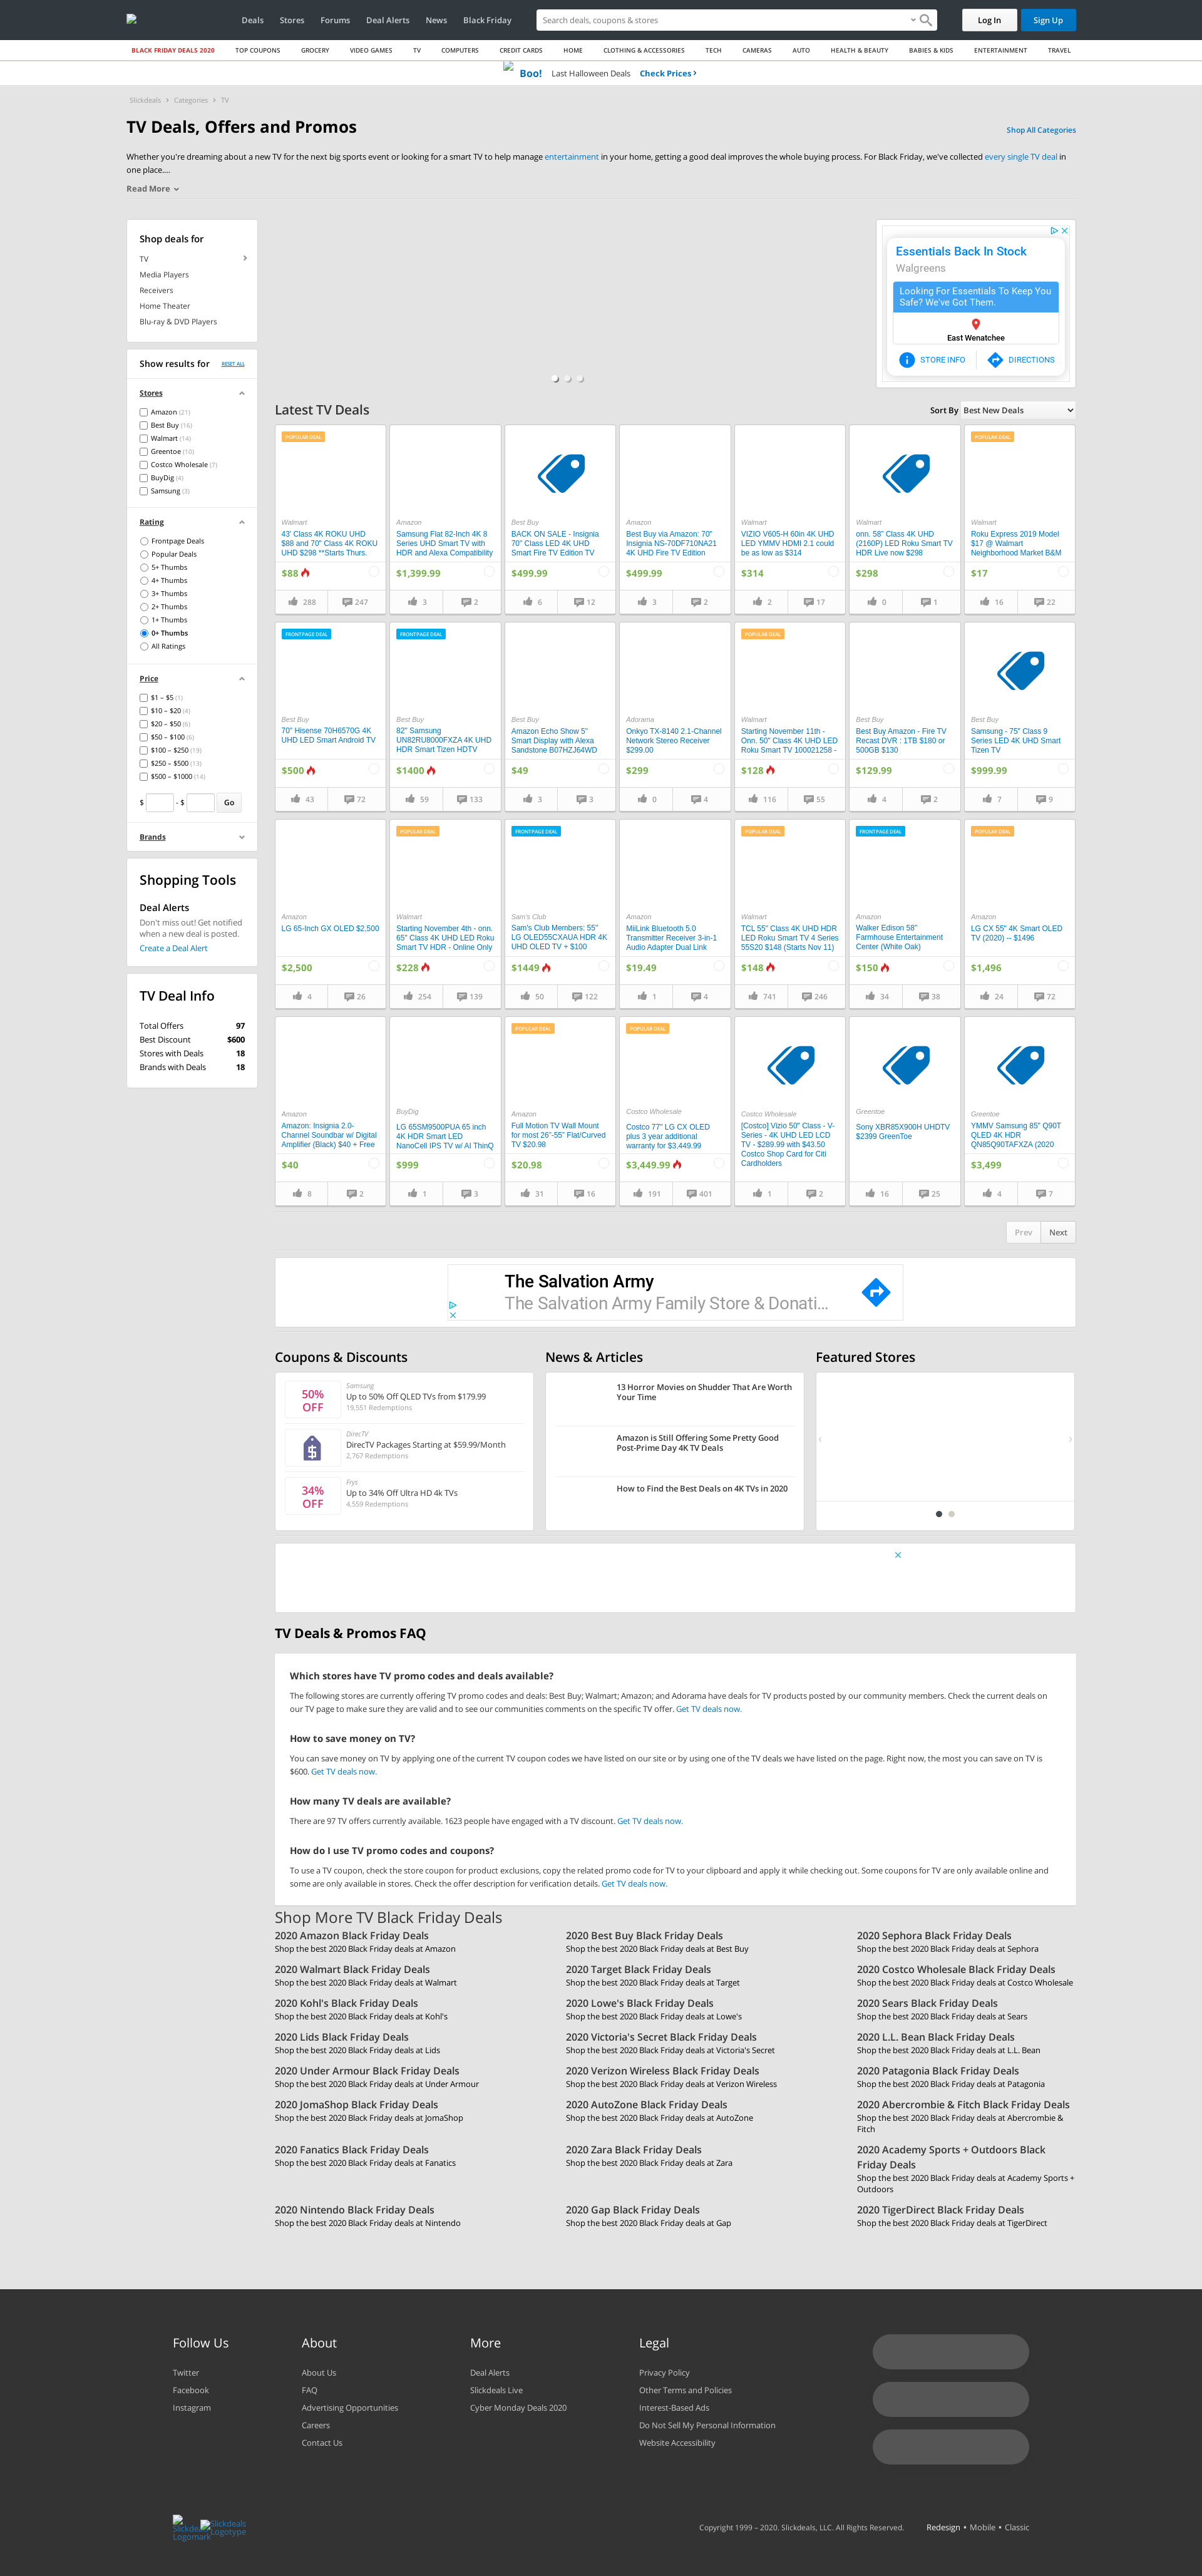 Deals Stores Forums Deal Alerts News Black Friday Search deals, coupons & stores Log In Sign Up
BLACK FRIDAY DEALS 2020 TOP COUPONS GROCERY VIDEO GAMES TV COMPUTERS CREDIT CARDS HOME CLOTHING & ACCESSORIES TECH CAMERAS AUTO HEALTH & BEAUTY BABIES & KIDS ENTERTAINMENT TRAVEL
Boo! Last Halloween Deals Check Prices ›
Slickdeals › Categories › TV
TV Deals, Offers and Promos
Shop All Categories
Whether you're dreaming about a new TV for the next big sports event or looking for a smart TV to help manage entertainment in your home, getting a good deal improves the whole buying process. For Black Friday, we've collected every single TV deal in
one place....
Read More
Shop deals for
TV
Media Players
Receivers
Home Theater
Blu-ray & DVD Players
Essentials Back In Stock
Walgreens
Looking For Essentials To Keep You
Safe? We've Got Them.
East Wenatchee
STORE INFO DIRECTIONS
Show results for RESET ALL
Stores
Amazon (21)
Best Buy (16)
Walmart (14)
Greentoe (10)
Costco Wholesale (7)
BuyDig (4)
Samsung (3)
Rating
Frontpage Deals
Popular Deals
5+ Thumbs
4+ Thumbs
3+ Thumbs
2+ Thumbs
1+ Thumbs
0+ Thumbs
All Ratings
Price
$1 – $5 (1)
$10 – $20 (4)
$20 – $50 (6)
$50 – $100 (6)
$100 – $250 (19)
$250 – $500 (13)
$500 – $1000 (14)
$ - $ Go
Brands
Shopping Tools
Deal Alerts
Don't miss out! Get notified
when a new deal is posted.
Create a Deal Alert
TV Deal Info
Total Offers 97
Best Discount $600
Stores with Deals 18
Brands with Deals 18
Latest TV Deals
Sort By Best New Deals
POPULAR DEAL
Walmart
43' Class 4K ROKU UHD
$88 and 70" Class 4K ROKU
UHD $298 **Starts Thurs.
$88
288 247
Amazon
Samsung Flat 82-Inch 4K 8
Series UHD Smart TV with
HDR and Alexa Compatibility
$1,399.99
3 2
Best Buy
BACK ON SALE - Insignia
70" Class LED 4K UHD
Smart Fire TV Edition TV
$499.99
6 12
Amazon
Best Buy via Amazon: 70"
Insignia NS-70DF710NA21
4K UHD Fire TV Edition
$499.99
3 2
Walmart
VIZIO V605-H 60in 4K UHD
LED YMMV HDMI 2.1 could
be as low as $314
$314
2 17
Walmart
onn. 58" Class 4K UHD
(2160P) LED Roku Smart TV
HDR Live now $298
$298
0 1
POPULAR DEAL
Walmart
Roku Express 2019 Model
$17 @ Walmart
Neighborhood Market B&M
$17
16 22
FRONTPAGE DEAL
Best Buy
70" Hisense 70H6570G 4K
UHD LED Smart Android TV
$500
43 72
FRONTPAGE DEAL
Best Buy
82" Samsung
UN82RU8000FXZA 4K UHD
HDR Smart Tizen HDTV
$1400
59 133
Best Buy
Amazon Echo Show 5"
Smart Display with Alexa
Sandstone B07HZJ64WD
$49
3 3
Adorama
Onkyo TX-8140 2.1-Channel
Network Stereo Receiver
$299.00
$299
0 4
POPULAR DEAL
Walmart
Starting November 11th -
Onn. 50" Class 4K UHD LED
Roku Smart TV 100021258 -
$128
116 55
Best Buy
Best Buy Amazon - Fire TV
Recast DVR : 1TB $180 or
500GB $130
$129.99
4 2
Best Buy
Samsung - 75" Class 9
Series LED 4K UHD Smart
Tizen TV
$999.99
7 9
Amazon
LG 65-Inch GX OLED $2,500
$2,500
4 26
POPULAR DEAL
Walmart
Starting November 4th - onn.
65" Class 4K UHD LED Roku
Smart TV HDR - Online Only
$228
254 139
FRONTPAGE DEAL
Sam's Club
Sam's Club Members: 55"
LG OLED55CXAUA HDR 4K
UHD OLED TV + $100
$1449
50 122
Amazon
MiiLink Bluetooth 5.0
Transmitter Receiver 3-in-1
Audio Adapter Dual Link
$19.49
1 4
POPULAR DEAL
Walmart
TCL 55" Class 4K UHD HDR
LED Roku Smart TV 4 Series
55S20 $148 (Starts Nov 11)
$148
741 246
FRONTPAGE DEAL
Amazon
Walker Edison 58"
Farmhouse Entertainment
Center (White Oak)
$150
34 38
POPULAR DEAL
Amazon
LG CX 55" 4K Smart OLED
TV (2020) -- $1496
$1,496
24 72
Amazon
Amazon: Insignia 2.0-
Channel Soundbar w/ Digital
Amplifier (Black) $40 + Free
$40
8 2
BuyDig
LG 65SM9500PUA 65 inch
4K HDR Smart LED
NanoCell IPS TV w/ AI ThinQ
$999
1 3
POPULAR DEAL
Amazon
Full Motion TV Wall Mount
for most 26"-55" Flat/Curved
TV $20.98
$20.98
31 16
POPULAR DEAL
Costco Wholesale
Costco 77" LG CX OLED
plus 3 year additional
warranty for $3,449.99
$3,449.99
191 401
Costco Wholesale
[Costco] Vizio 50" Class - V-
Series - 4K UHD LED LCD
TV - $289.99 with $43.50
Costco Shop Card for Citi
Cardholders
1 2
Greentoe
Sony XBR85X900H UHDTV
$2399 GreenToe
16 25
Greentoe
YMMV Samsung 85" Q90T
QLED 4K HDR
QN85Q90TAFXZA (2020
$3,499
4 7
Prev Next
The Salvation Army
The Salvation Army Family Store & Donati...
Coupons & Discounts
50%
OFF
Samsung
Up to 50% Off QLED TVs from $179.99
19,551 Redemptions
DirecTV
DirecTV Packages Starting at $59.99/Month
2,767 Redemptions
34%
OFF
Frys
Up to 34% Off Ultra HD 4k TVs
4,559 Redemptions
News & Articles
13 Horror Movies on Shudder That Are Worth
Your Time
Amazon is Still Offering Some Pretty Good
Post-Prime Day 4K TV Deals
How to Find the Best Deals on 4K TVs in 2020
Featured Stores
TV Deals & Promos FAQ
Which stores have TV promo codes and deals available?
The following stores are currently offering TV promo codes and deals: Best Buy; Walmart; Amazon; and Adorama have deals for TV products posted by our community members. Check the current deals on
our TV page to make sure they are valid and to see our communities comments on the specific TV offer. Get TV deals now.
How to save money on TV?
You can save money on TV by applying one of the current TV coupon codes we have listed on our site or by using one of the TV deals we have listed on the page. Right now, the most you can save on TV is
$600. Get TV deals now.
How many TV deals are available?
There are 97 TV offers currently available. 1623 people have engaged with a TV discount. Get TV deals now.
How do I use TV promo codes and coupons?
To use a TV coupon, check the store coupon for product exclusions, copy the related promo code for TV to your clipboard and apply it while checking out. Some coupons for TV are only available online and
some are only available in stores. Check the offer description for verification details. Get TV deals now.
Shop More TV Black Friday Deals
2020 Amazon Black Friday Deals
Shop the best 2020 Black Friday deals at Amazon
2020 Best Buy Black Friday Deals
Shop the best 2020 Black Friday deals at Best Buy
2020 Sephora Black Friday Deals
Shop the best 2020 Black Friday deals at Sephora
2020 Walmart Black Friday Deals
Shop the best 2020 Black Friday deals at Walmart
2020 Target Black Friday Deals
Shop the best 2020 Black Friday deals at Target
2020 Costco Wholesale Black Friday Deals
Shop the best 2020 Black Friday deals at Costco Wholesale
2020 Kohl's Black Friday Deals
Shop the best 2020 Black Friday deals at Kohl's
2020 Lowe's Black Friday Deals
Shop the best 2020 Black Friday deals at Lowe's
2020 Sears Black Friday Deals
Shop the best 2020 Black Friday deals at Sears
2020 Lids Black Friday Deals
Shop the best 2020 Black Friday deals at Lids
2020 Victoria's Secret Black Friday Deals
Shop the best 2020 Black Friday deals at Victoria's Secret
2020 L.L. Bean Black Friday Deals
Shop the best 2020 Black Friday deals at L.L. Bean
2020 Under Armour Black Friday Deals
Shop the best 2020 Black Friday deals at Under Armour
2020 Verizon Wireless Black Friday Deals
Shop the best 2020 Black Friday deals at Verizon Wireless
2020 Patagonia Black Friday Deals
Shop the best 2020 Black Friday deals at Patagonia
2020 JomaShop Black Friday Deals
Shop the best 2020 Black Friday deals at JomaShop
2020 AutoZone Black Friday Deals
Shop the best 2020 Black Friday deals at AutoZone
2020 Abercrombie & Fitch Black Friday Deals
Shop the best 2020 Black Friday deals at Abercrombie &
Fitch
2020 Fanatics Black Friday Deals
Shop the best 2020 Black Friday deals at Fanatics
2020 Zara Black Friday Deals
Shop the best 2020 Black Friday deals at Zara
2020 Academy Sports + Outdoors Black
Friday Deals
Shop the best 2020 Black Friday deals at Academy Sports +
Outdoors
2020 Nintendo Black Friday Deals
Shop the best 2020 Black Friday deals at Nintendo
2020 Gap Black Friday Deals
Shop the best 2020 Black Friday deals at Gap
2020 TigerDirect Black Friday Deals
Shop the best 2020 Black Friday deals at TigerDirect
Follow Us
Twitter
Facebook
Instagram
About
About Us
FAQ
Advertising Opportunities
Careers
Contact Us
More
Deal Alerts
Slickdeals Live
Cyber Monday Deals 2020
Legal
Privacy Policy
Other Terms and Policies
Interest-Based Ads
Do Not Sell My Personal Information
Website Accessibility
Slickdeals
Logotype
Logomark
Copyright 1999 – 2020. Slickdeals, LLC. All Rights Reserved. Redesign • Mobile • Classic